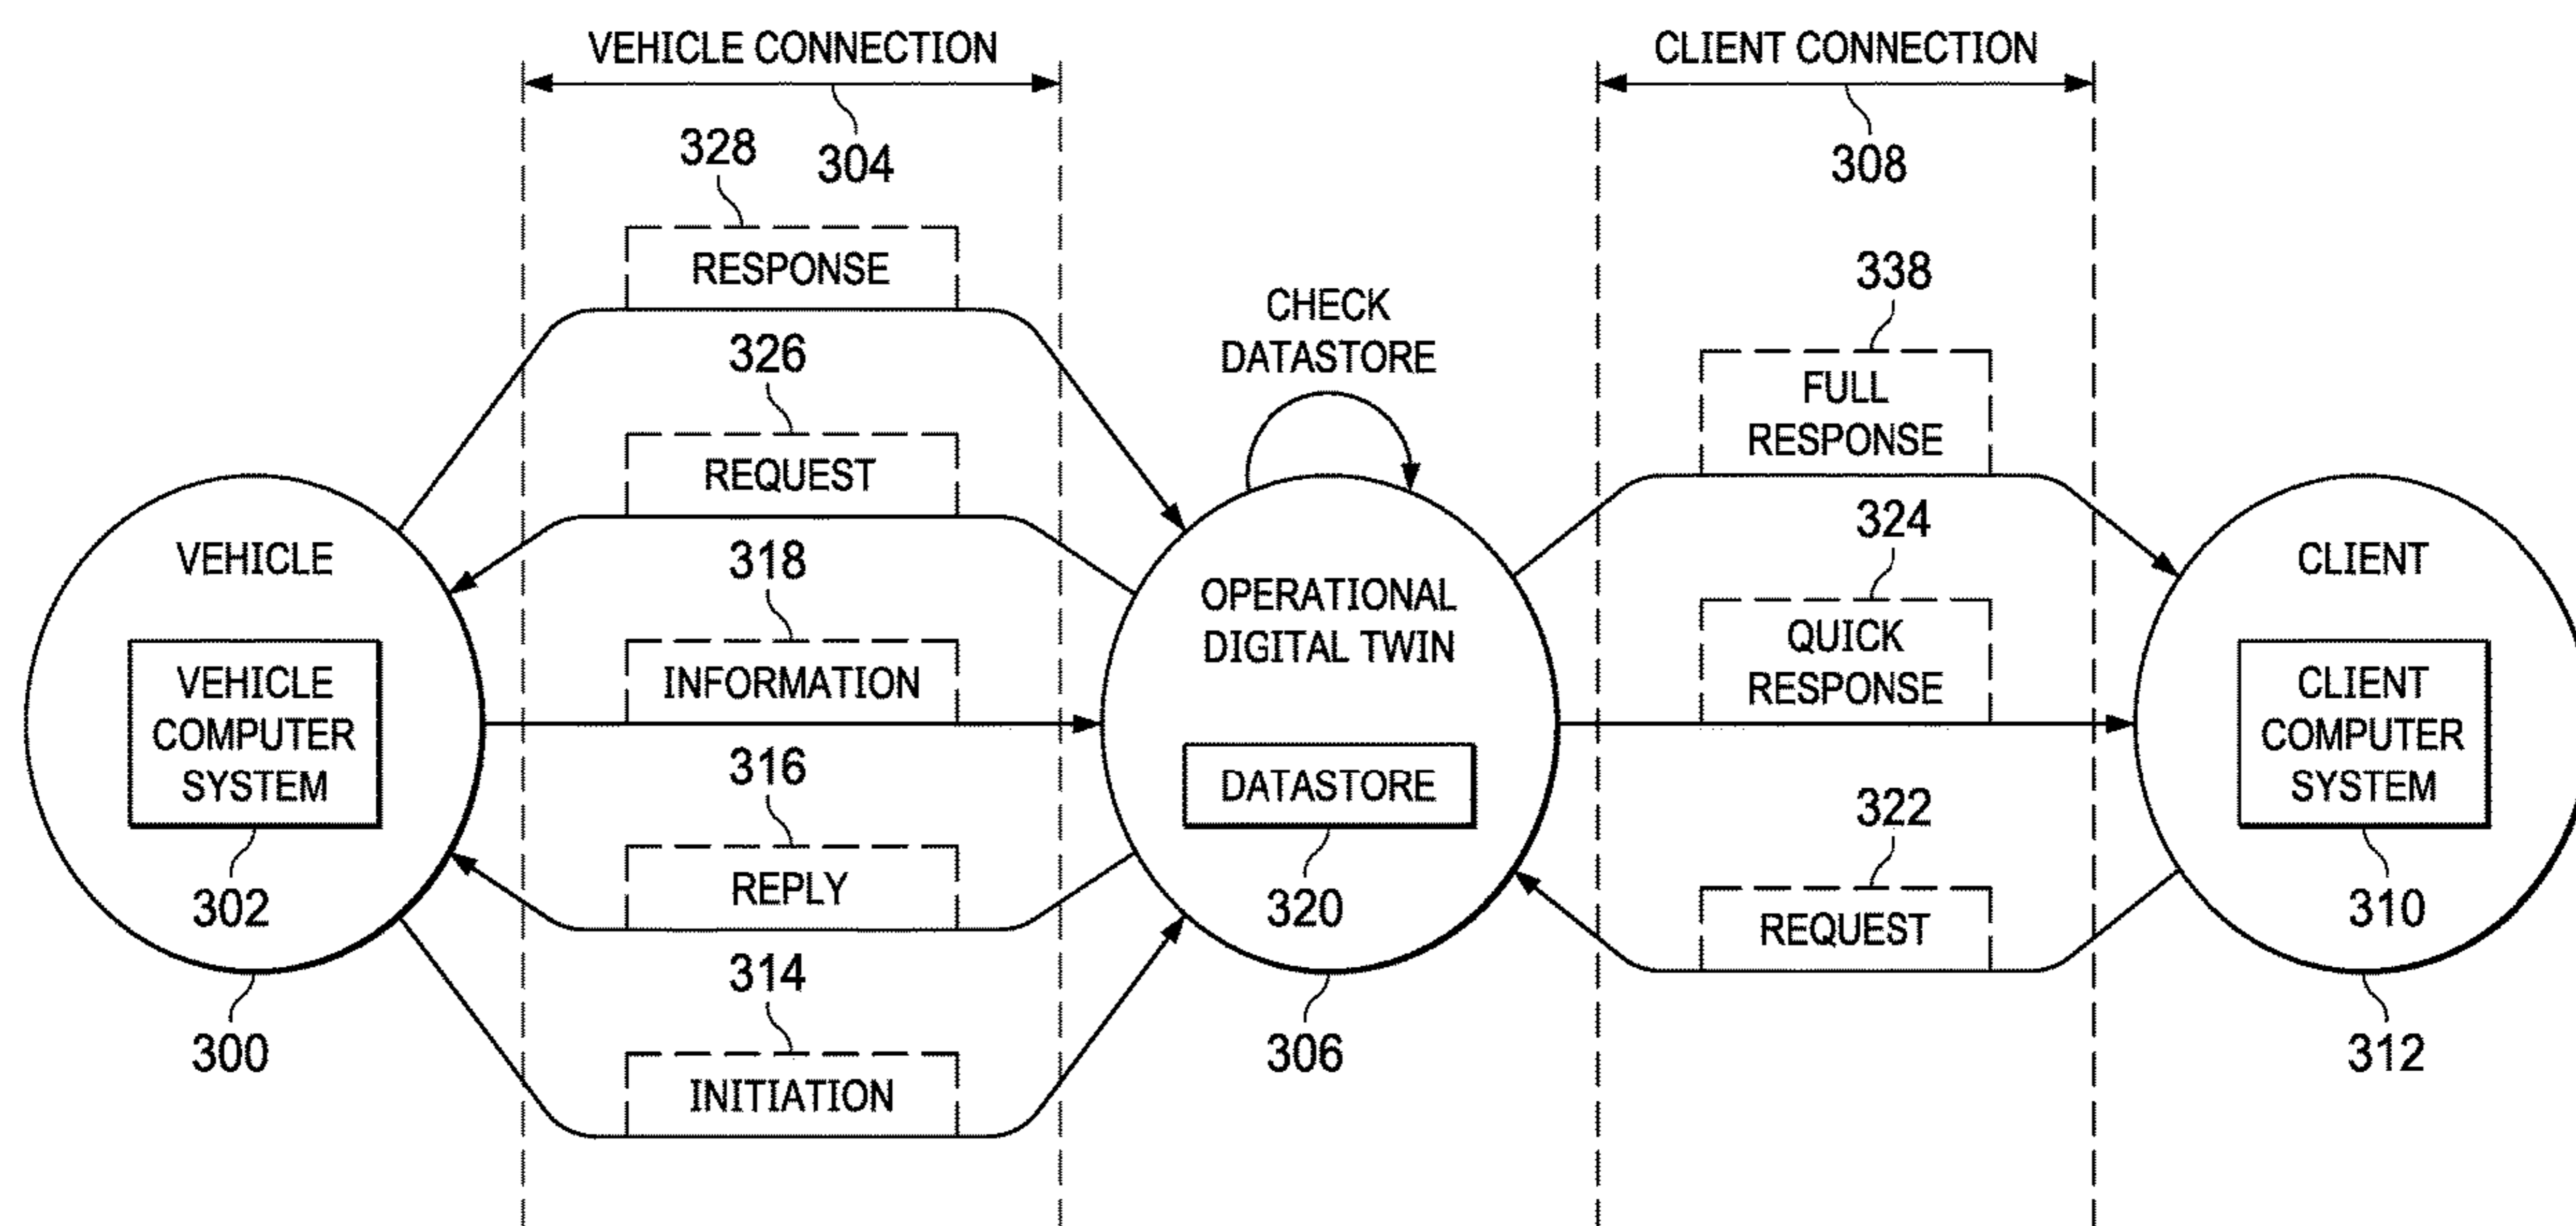 VEHICLE CONNECTION
304
CLIENT CONNECTION
308
328
RESPONSE
326
REQUEST
318
INFORMATION
316
REPLY
314
INITIATION
VEHICLE
VEHICLE
COMPUTER
SYSTEM
302
300
CHECK
DATASTORE
OPERATIONAL
DIGITAL TWIN
DATASTORE
320
306
338
FULL
RESPONSE
324
QUICK
RESPONSE
322
REQUEST
CLIENT
CLIENT
COMPUTER
SYSTEM
310
312